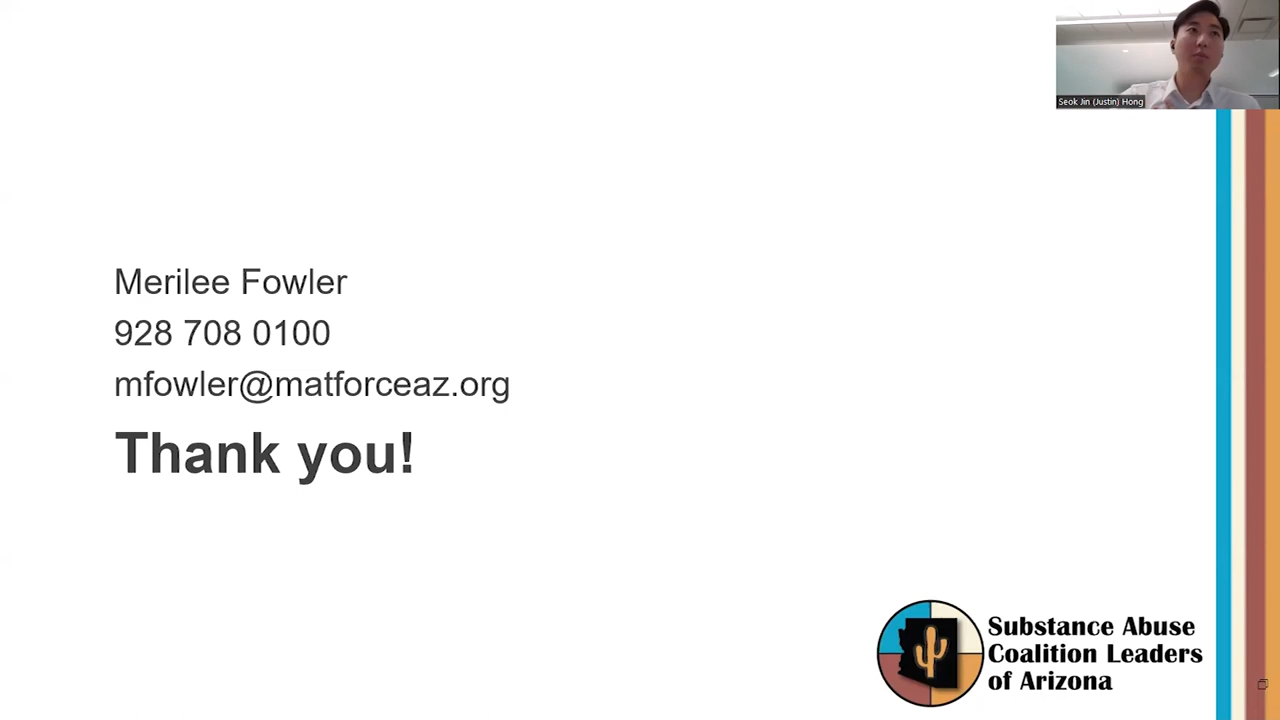 Seok Jin (Justin) Hong
Merilee Fowler
928 708 0100
mfowler@matforceaz.org
Thank you!
Substance Abuse
Coalition Leaders
of Arizona